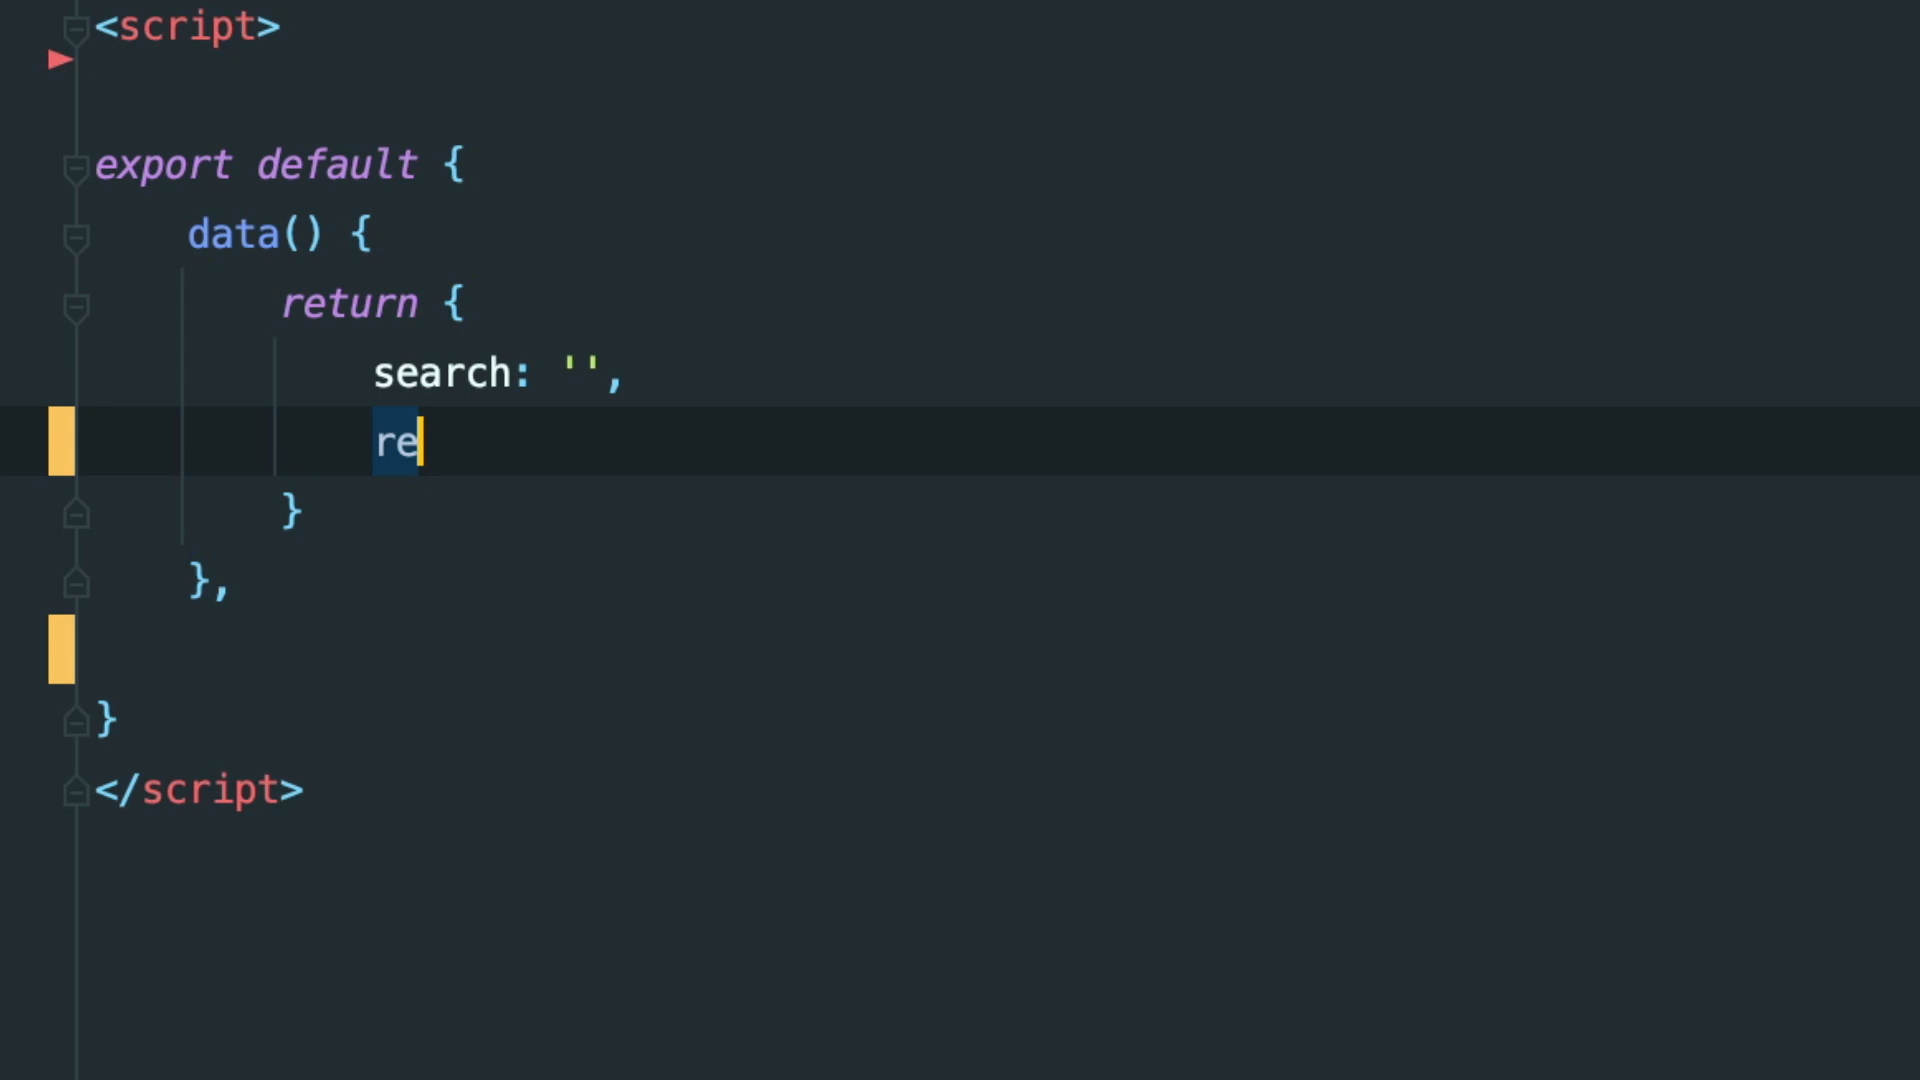 <script>
export default {
    data() {
        return {
            search: '',
            re
        }
    },
}
</script>